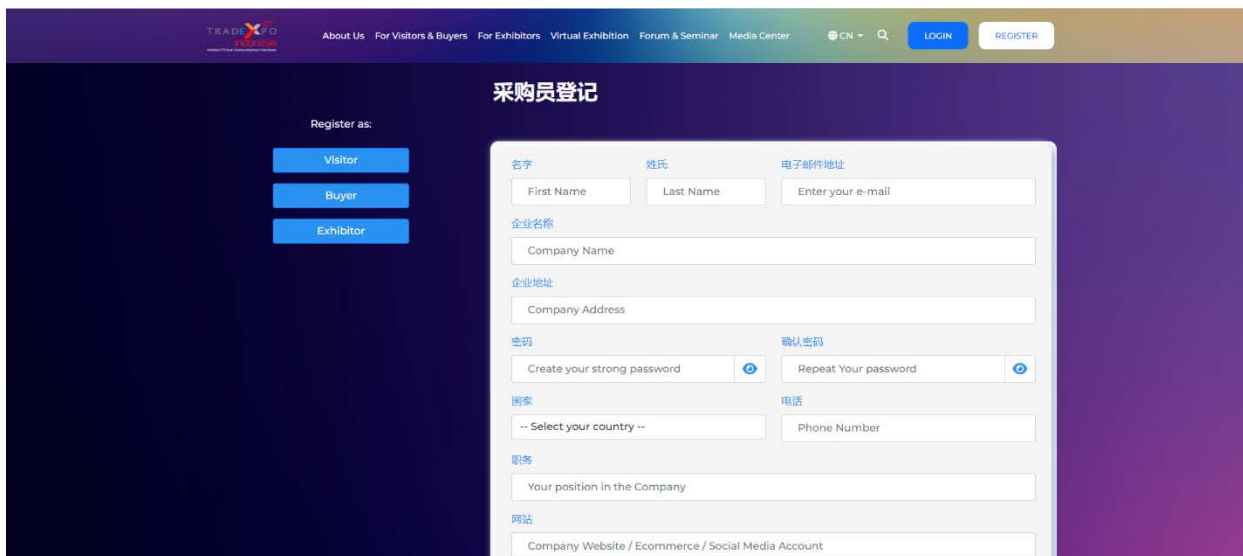 TRADEXPO
About Us For Visitors & Buyers For Exhibitors Virtual Exhibition Forum & Seminar Media Center CN LOGIN REGISTER
采购员登记
Register as:
Visitor
Buyer
Exhibitor
名字 姓氏 电子邮件地址
First Name Last Name Enter your e-mail
企业名称
Company Name
企业地址
Company Address
密码 确认密码
Create your strong password Repeat Your password
国家 电话
-- Select your country -- Phone Number
职务
Your position in the Company
网站
Company Website / Ecommerce / Social Media Account